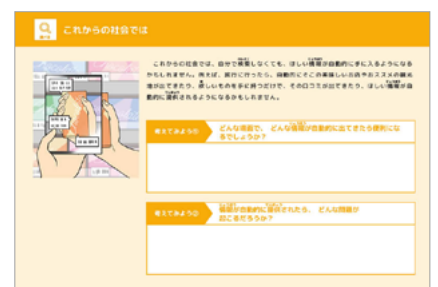 これからの社会では
これからの社会では、自分で検索しなくても、ほしい情報が自動的に手に入るようになる
かもしれません。例えば、旅行に行ったら、自動的にそこの美味しいお店やおススメの観光
地が出てきたり、欲しいものを手に持つだけで、その口コミが出てきたり、ほしい情報が自
動的に提供されるようになるかもしれません。
考えてみよう① どんな場面で、どんな情報が自動的に出てきたら便利にな
るでしょうか？
考えてみよう② 情報が自動的に提供されたら、どんな問題が
起こるだろうか？